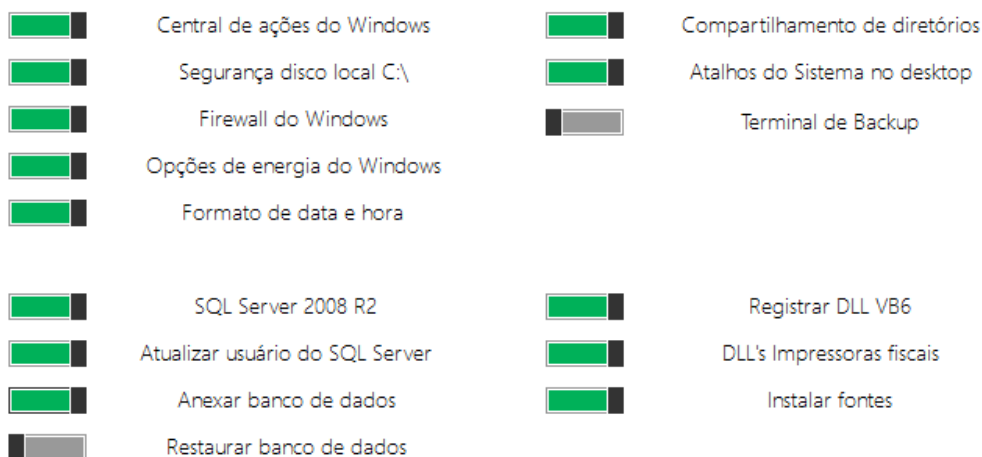 Central de ações do Windows
Segurança disco local C:\
Firewall do Windows
Opções de energia do Windows
Formato de data e hora
Compartilhamento de diretórios
Atalhos do Sistema no desktop
Terminal de Backup
SQL Server 2008 R2
Atualizar usuário do SQL Server
Anexar banco de dados
Restaurar banco de dados
Registrar DLL VB6
DLL's Impressoras fiscais
Instalar fontes